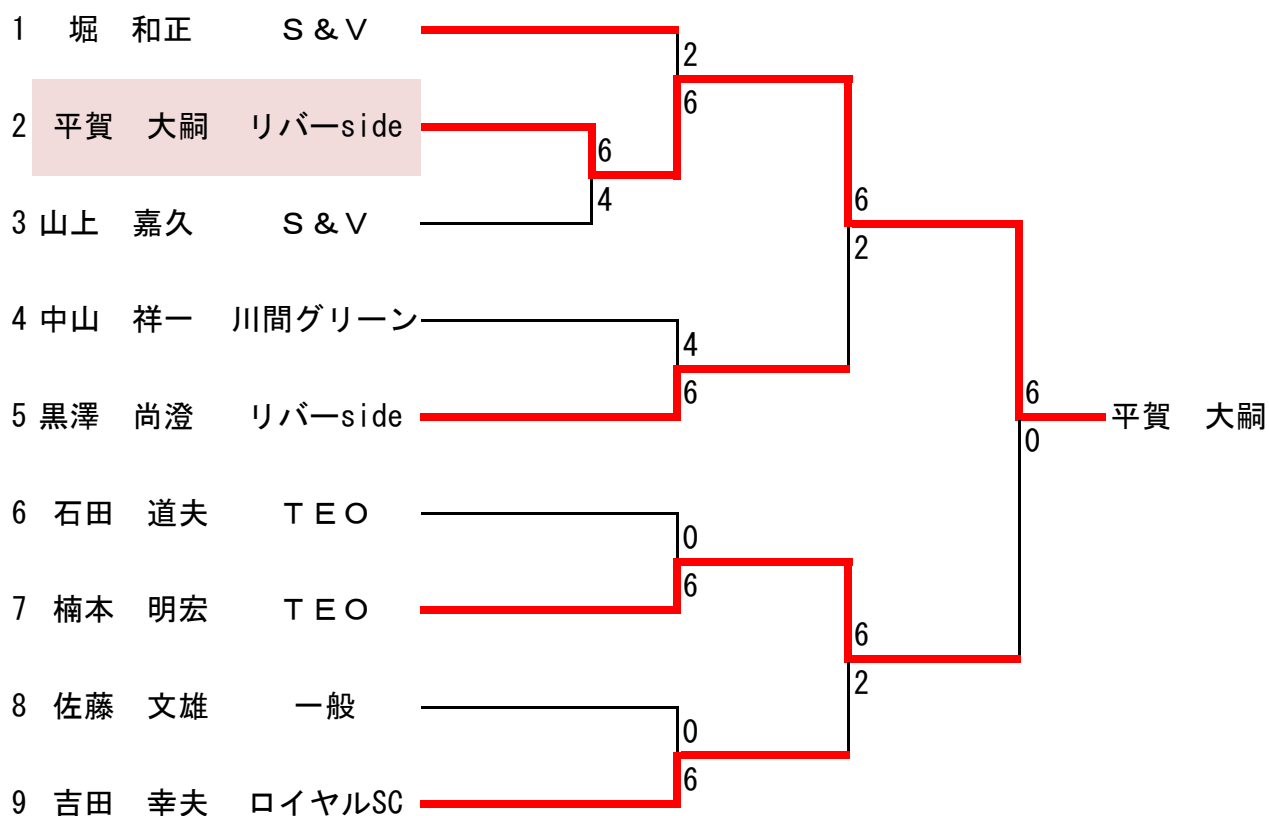 1 堀 和正 Ｓ＆Ｖ
2
6
2 平賀 大嗣 リバーside
6
4
3 山上 嘉久 Ｓ＆Ｖ
6
2
4 中山 祥一 川間グリーン
4
6
5 黒澤 尚澄 リバーside
6
0
平賀 大嗣
6 石田 道夫 ＴＥＯ
0
6
7 楠本 明宏 ＴＥＯ
6
2
8 佐藤 文雄 一般
0
6
9 吉田 幸夫 ロイヤルSC